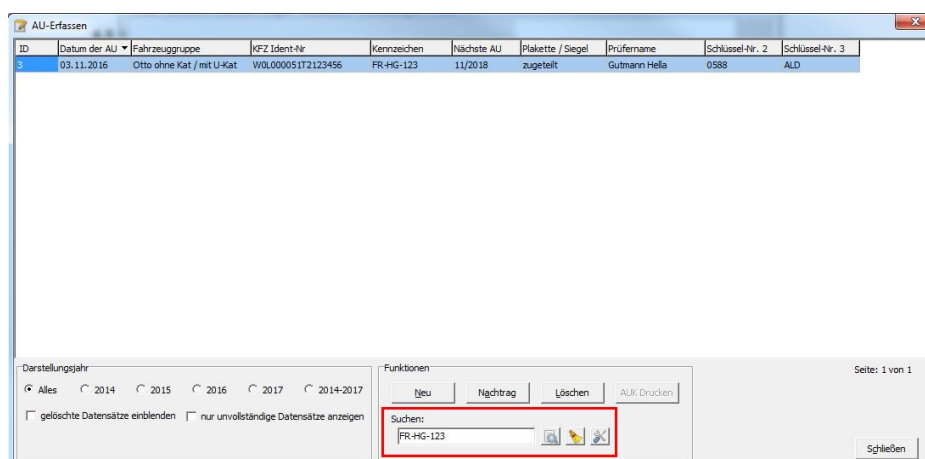 AU-Erfassen
ID Datum der AU Fahrzeuggruppe KFZ Ident-Nr Kennzeichen Nächste AU Plakette / Siegel Prüfername Schlüssel-Nr. 2 Schlüssel-Nr. 3
3 03.11.2016 Otto ohne Kat / mit U-Kat W0L000051T2123456 FR-HG-123 11/2018 zugeteilt Gutmann Hella 0588 ALD
Darstellungsjahr
Alles 2014 2015 2016 2017 2014-2017
gelöschte Datensätze einblenden nur unvollständige Datensätze anzeigen
Funktionen
Neu Nachtrag Löschen AUK Drucken
Suchen:
FR-HG-123
Seite: 1 von 1
Schließen